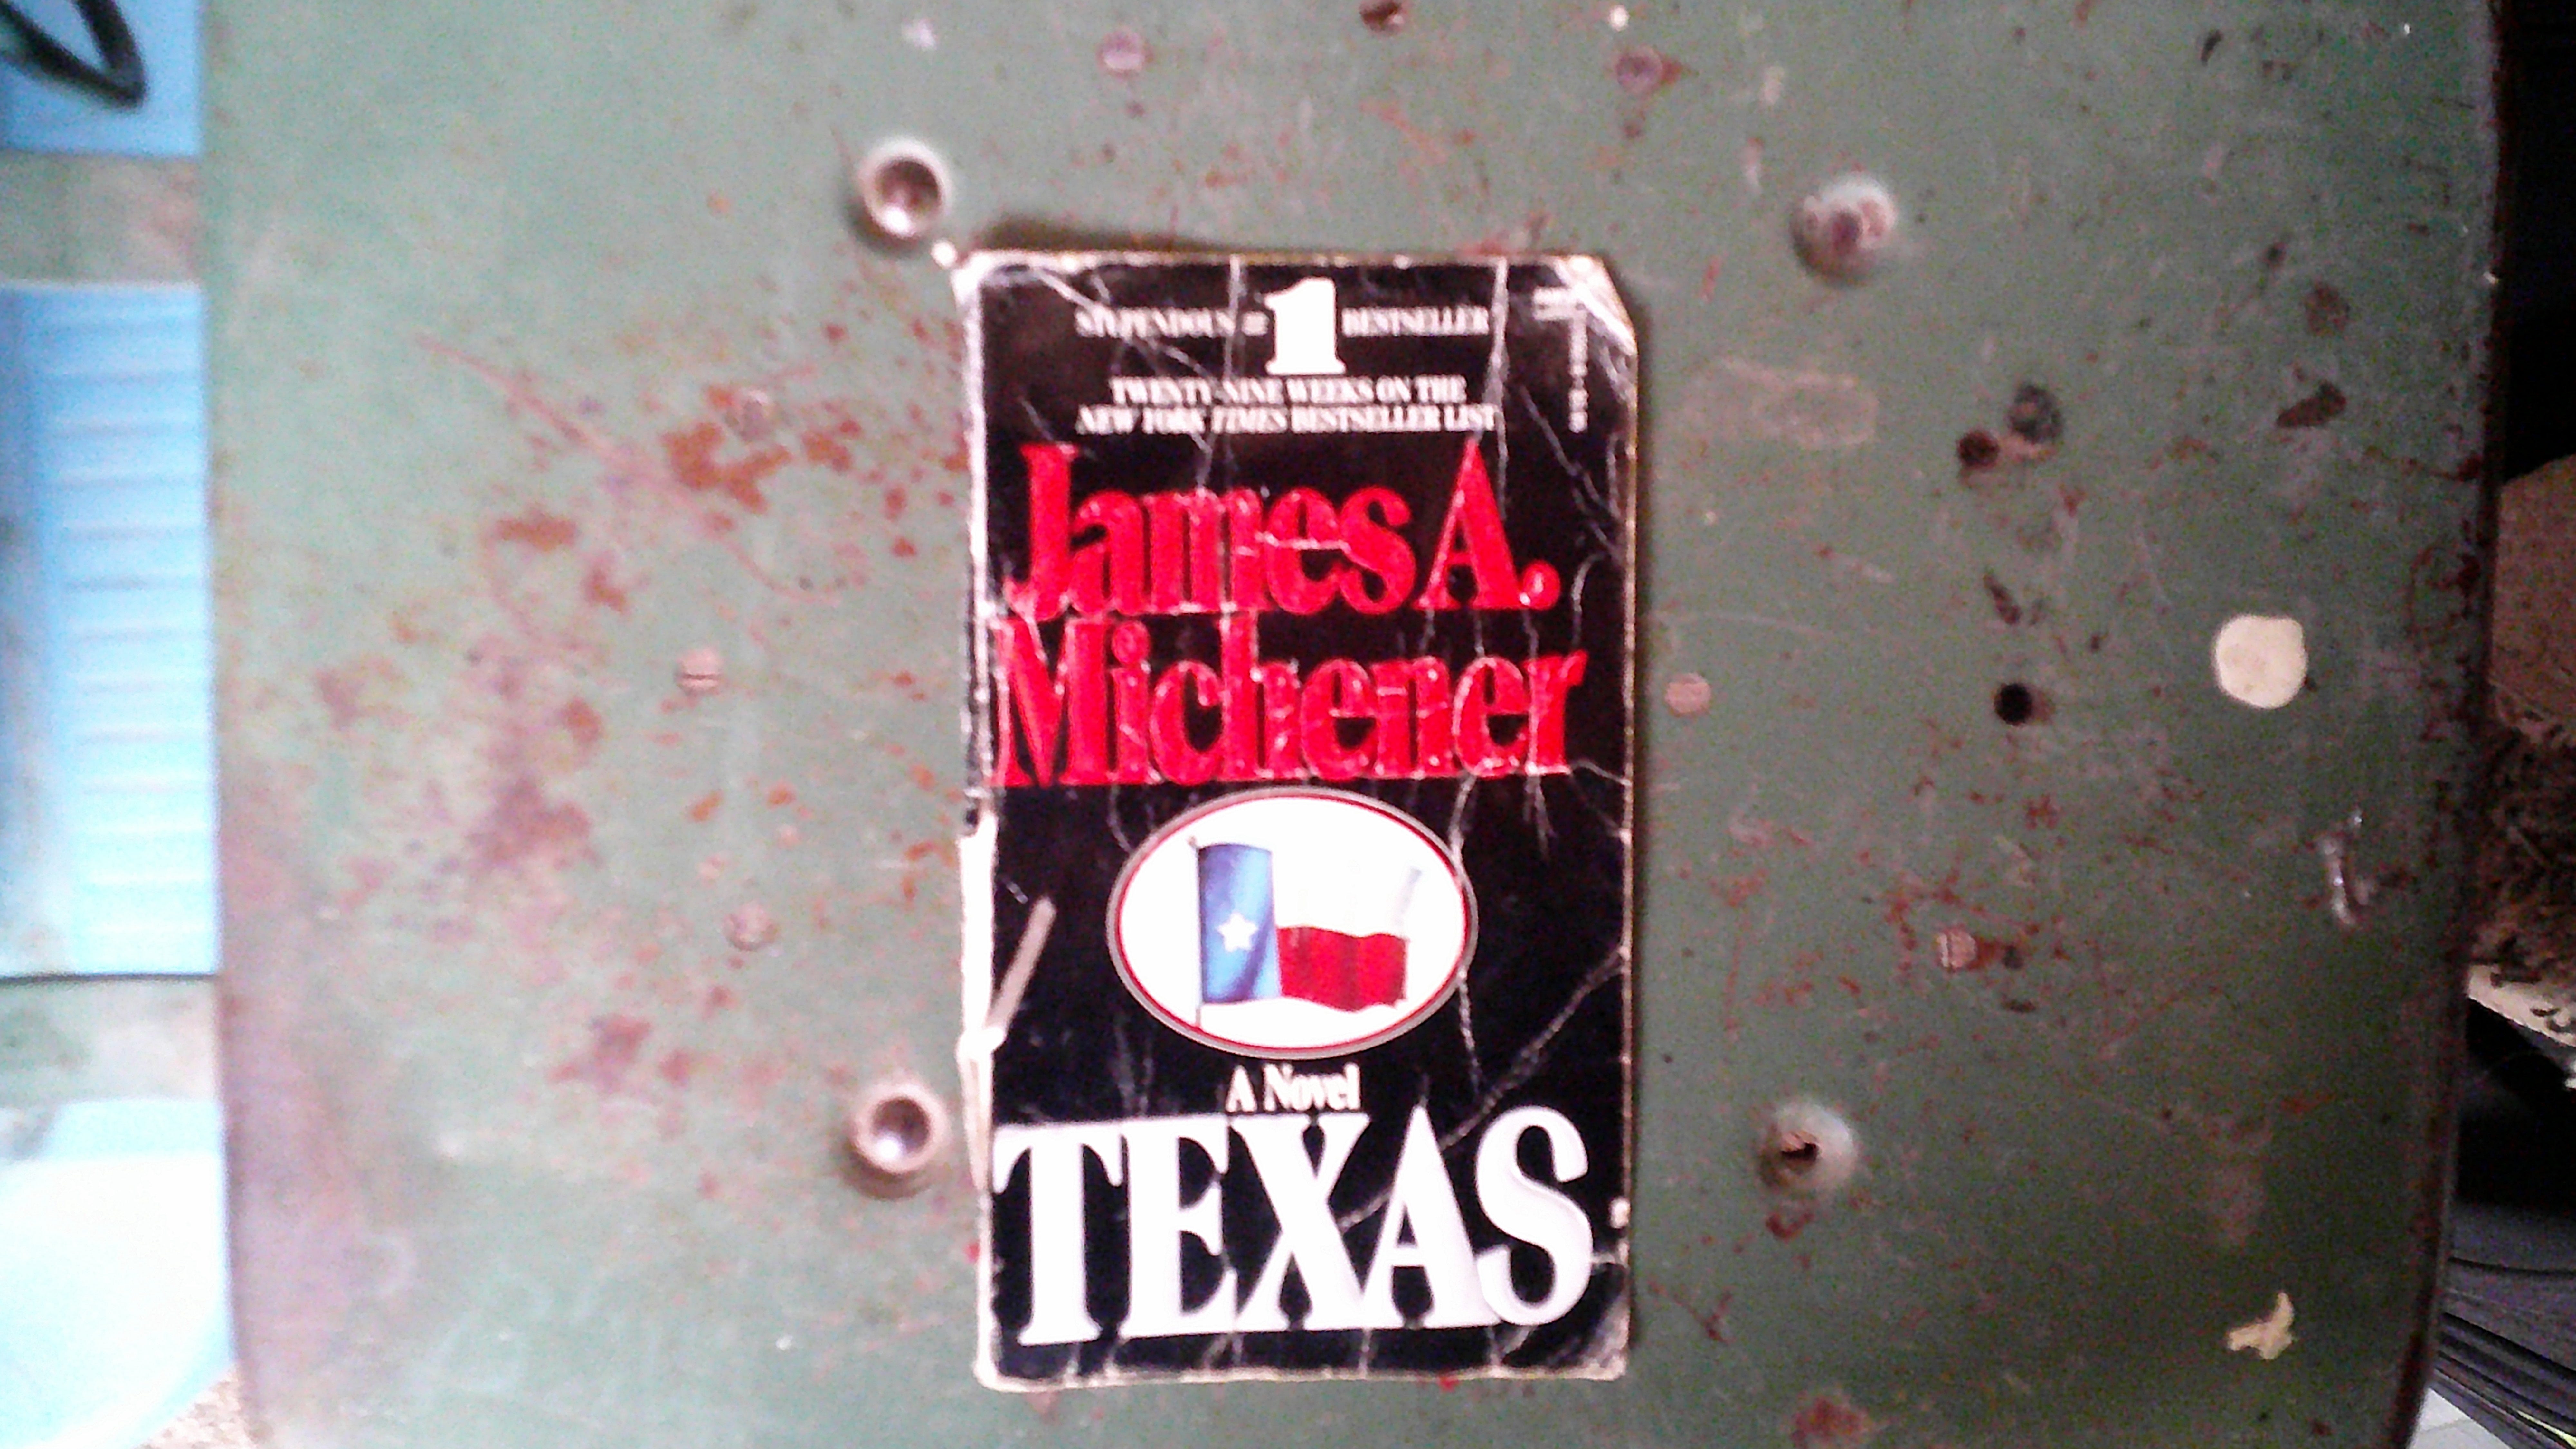 STUPENDOUS #1 BESTSELLER
TWENTY-NINE WEEKS ON THE
NEW YORK TIMES BESTSELLER LIST
James A.
Michener
A Novel
TEXAS